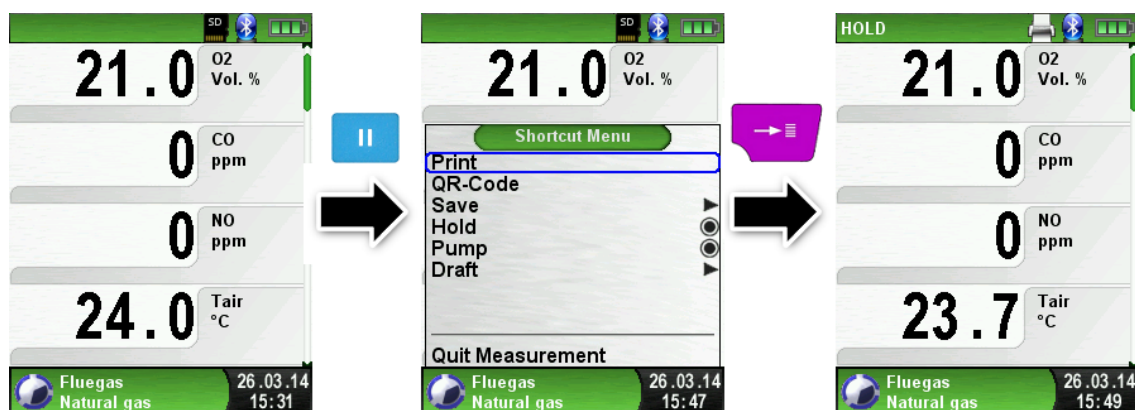 SD
21.0 O2
Vol. %
0 CO
ppm
0 NO
ppm
24.0 Tair
°C
Fluegas 26.03.14
Natural gas 15:31
SD
21.0 O2
Vol. %
Shortcut Menu
Print
QR-Code
Save
Hold
Pump
Draft
Quit Measurement
Fluegas 26.03.14
Natural gas 15:47
HOLD
21.0 O2
Vol. %
0 CO
ppm
0 NO
ppm
23.7 Tair
°C
Fluegas 26.03.14
Natural gas 15:49